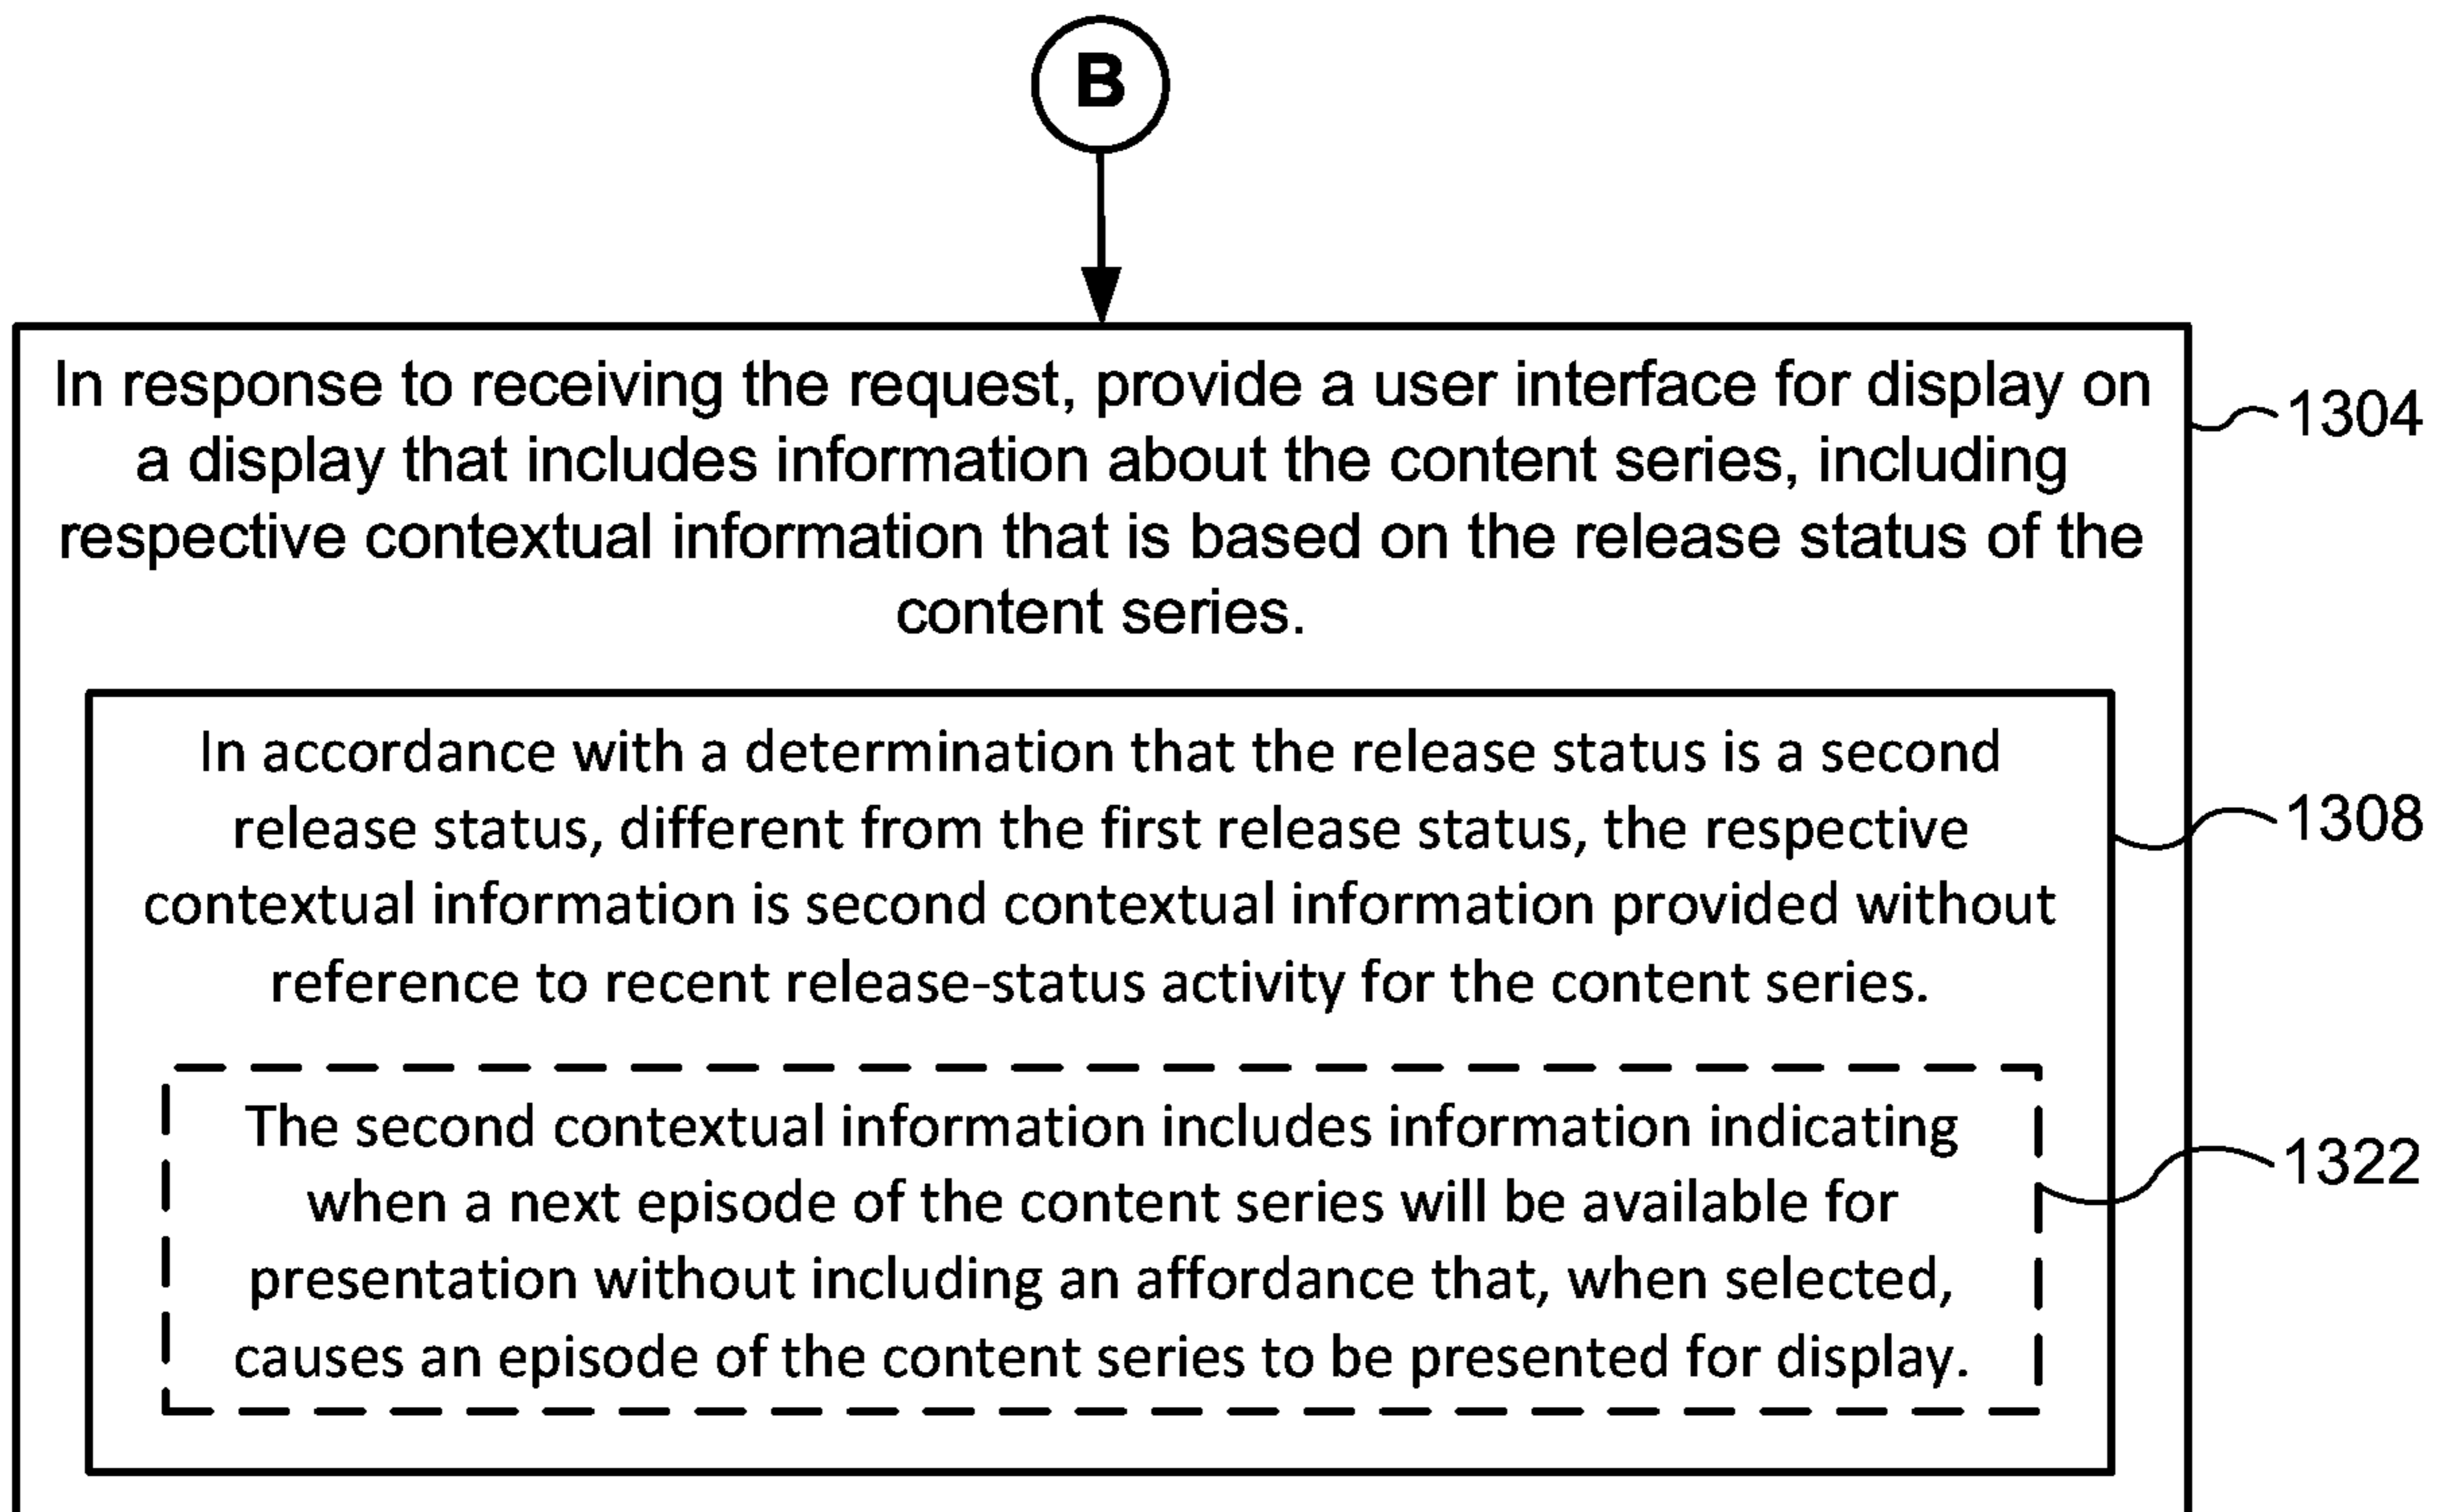 B
In response to receiving the request, provide a user interface for display on
a display that includes information about the content series, including
respective contextual information that is based on the release status of the
content series.
1304
In accordance with a determination that the release status is a second
release status, different from the first release status, the respective
contextual information is second contextual information provided without
reference to recent release-status activity for the content series.
1308
The second contextual information includes information indicating
when a next episode of the content series will be available for
presentation without including an affordance that, when selected,
causes an episode of the content series to be presented for display.
1322